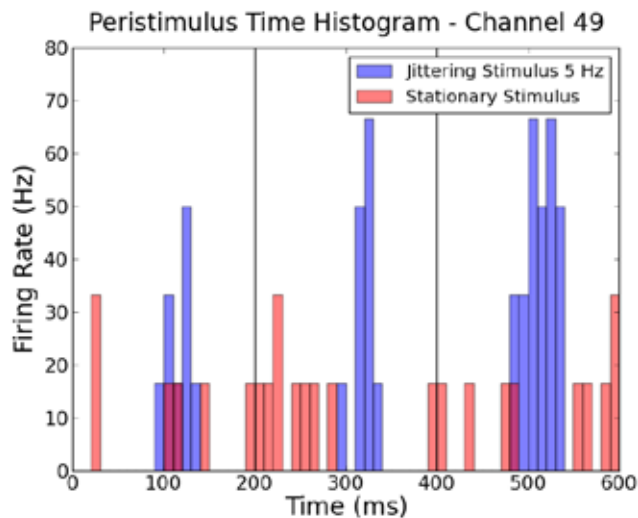 Peristimulus Time Histogram - Channel 49
Jittering Stimulus 5 Hz
Stationary Stimulus
Firing Rate (Hz)
80
70
60
50
40
30
20
10
0
0 100 200 300 400 500 600
Time (ms)